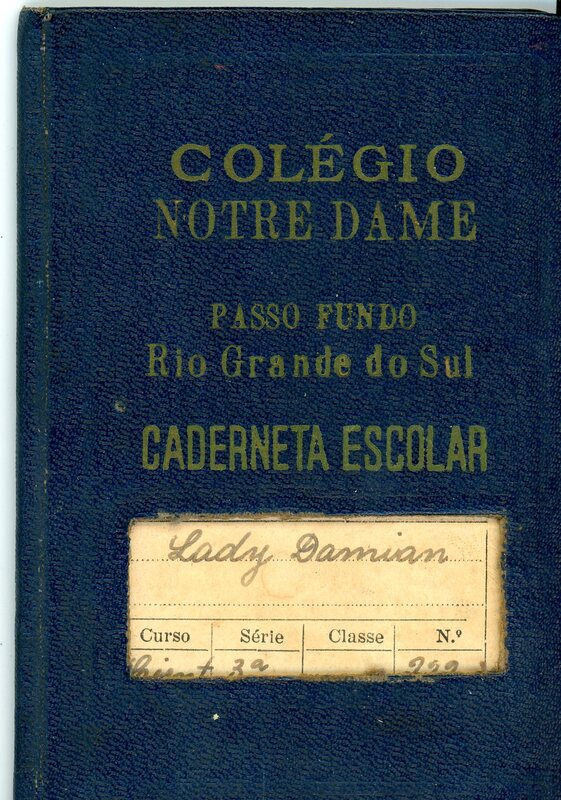 COLÉGIO
NOTRE DAME
PASSO FUNDO
Rio Grande do Sul
CADERNETA ESCOLAR
Lady Damian
Curso Série Classe N.º
3ª